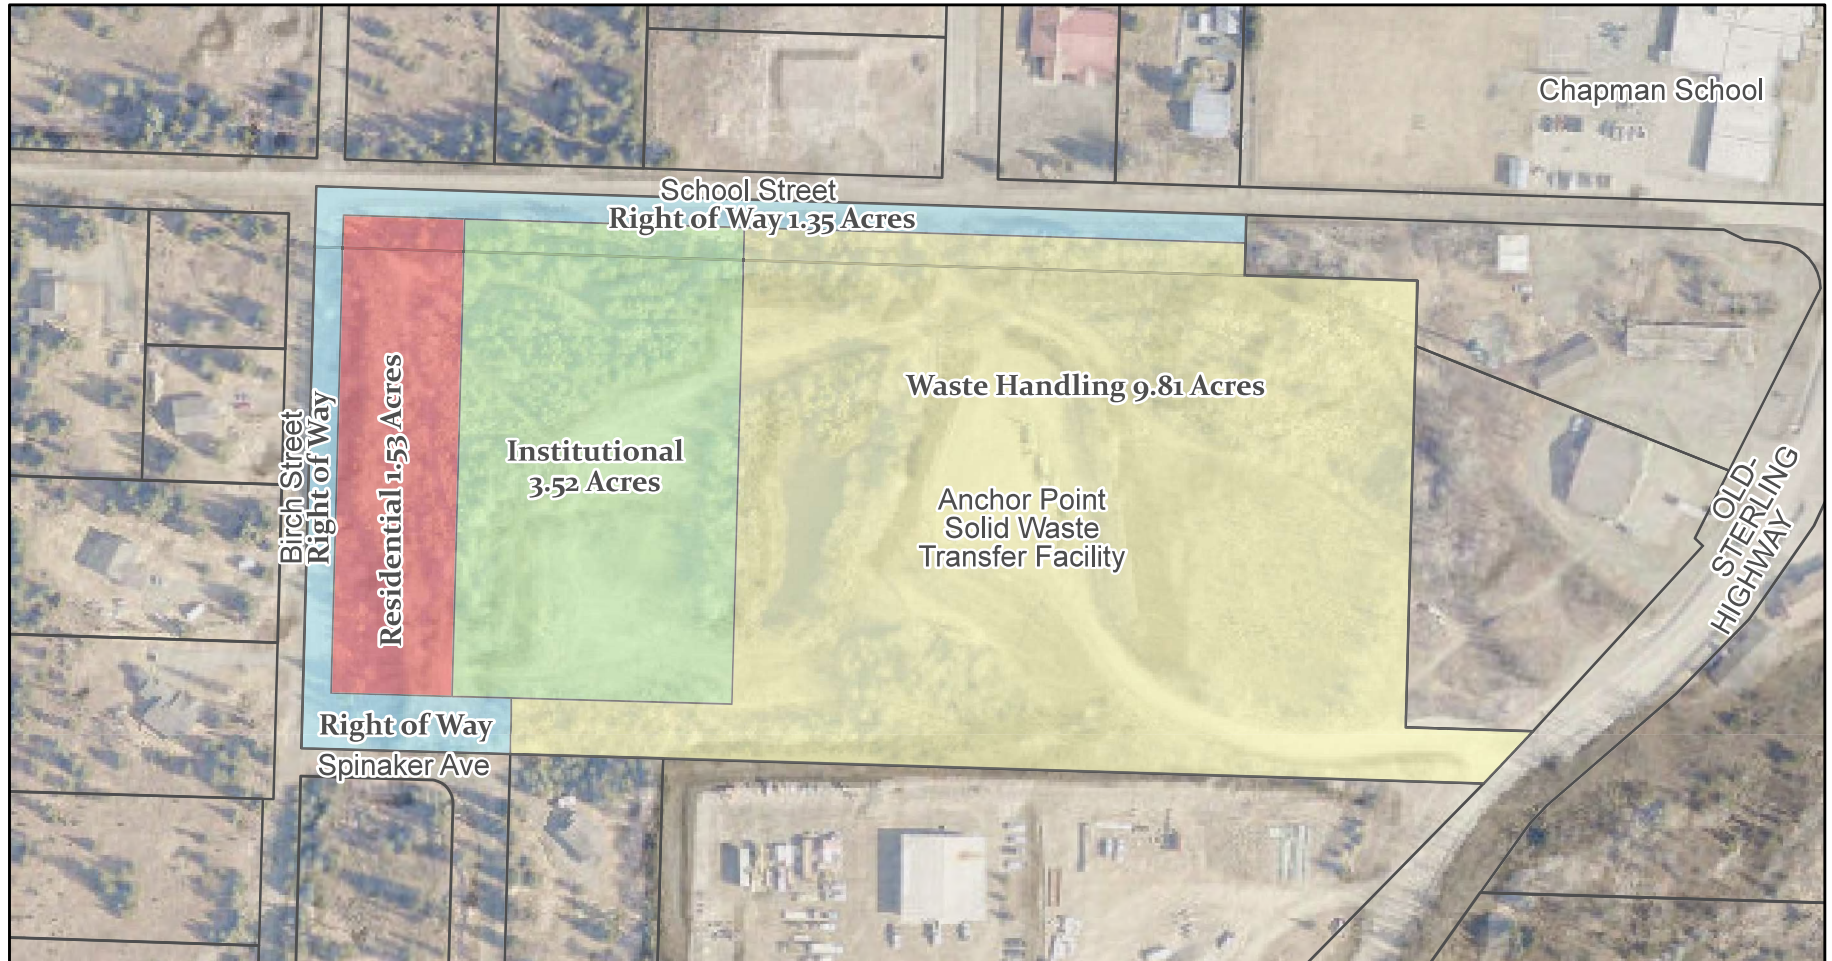 Chapman School
School Street
Right of Way 1.35 Acres
Waste Handling 9.81 Acres
Birch Street
Right of Way
Residential 1.53 Acres
Institutional
3.52 Acres
Anchor Point
Solid Waste
Transfer Facility
OLD-
STERLING
HIGHWAY
Right of Way
Spinaker Ave